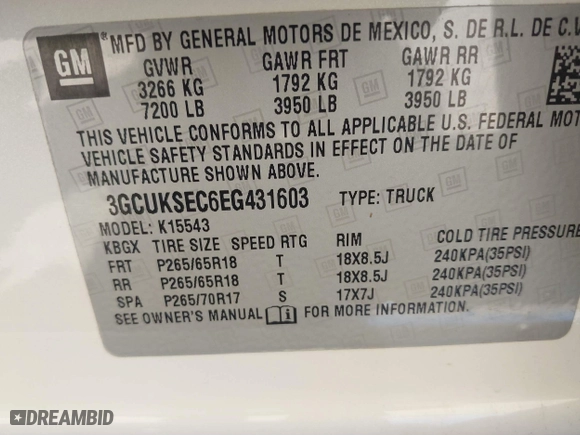 GM ® MFD BY GENERAL MOTORS DE MEXICO, S. DE R.L. DE C.V
GVWR GAWR FRT GAWR RR
3266 KG 1792 KG 1792 KG
7200 LB 3950 LB 3950 LB
THIS VEHICLE CONFORMS TO ALL APPLICABLE U.S. FEDERAL MOT
VEHICLE SAFETY STANDARDS IN EFFECT ON THE DATE OF
MANUFACTURE SHOWN ABOVE.
3GCUKSEC6EG431603 TYPE: TRUCK
MODEL: K15543
KBGX TIRE SIZE SPEED RTG RIM COLD TIRE PRESSURE
FRT P265/65R18 T 18X8.5J 240KPA(35PSI)
RR P265/65R18 T 18X8.5J 240KPA(35PSI)
SPA P265/70R17 S 17X7J 240KPA(35PSI)
SEE OWNER'S MANUAL FOR MORE INFORMATION.
DREAMBID